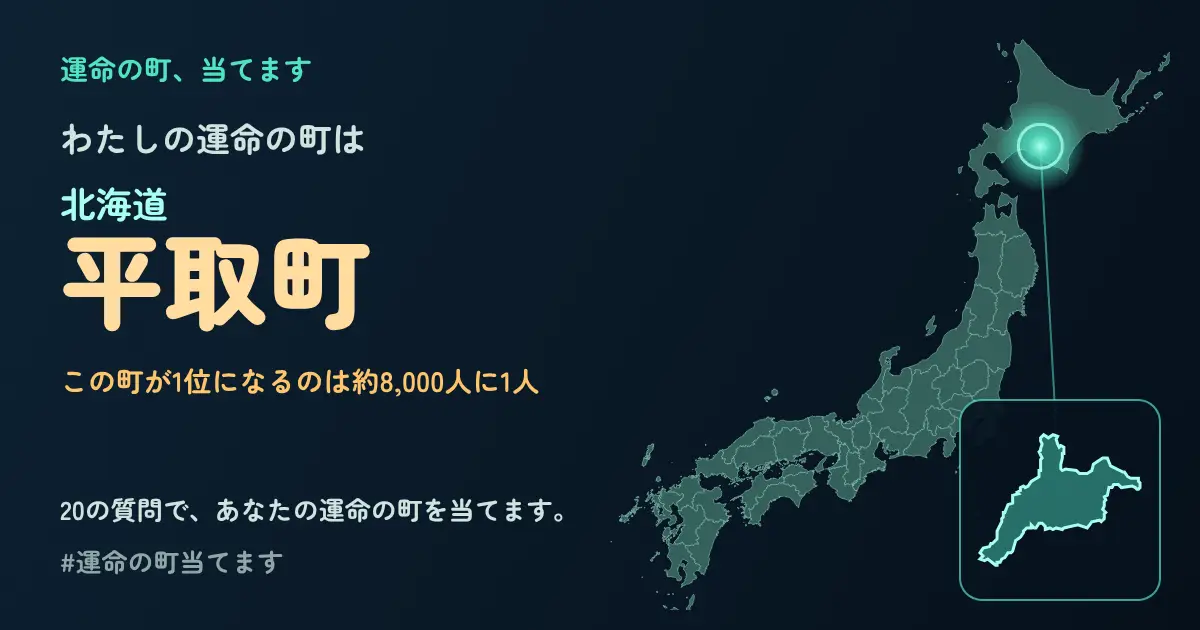 運命の町、当てます
わたしの運命の町は
北海道
平取町
この町が1位になるのは約8,000人に1人
20の質問で、あなたの運命の町を当てます。
#運命の町当てます